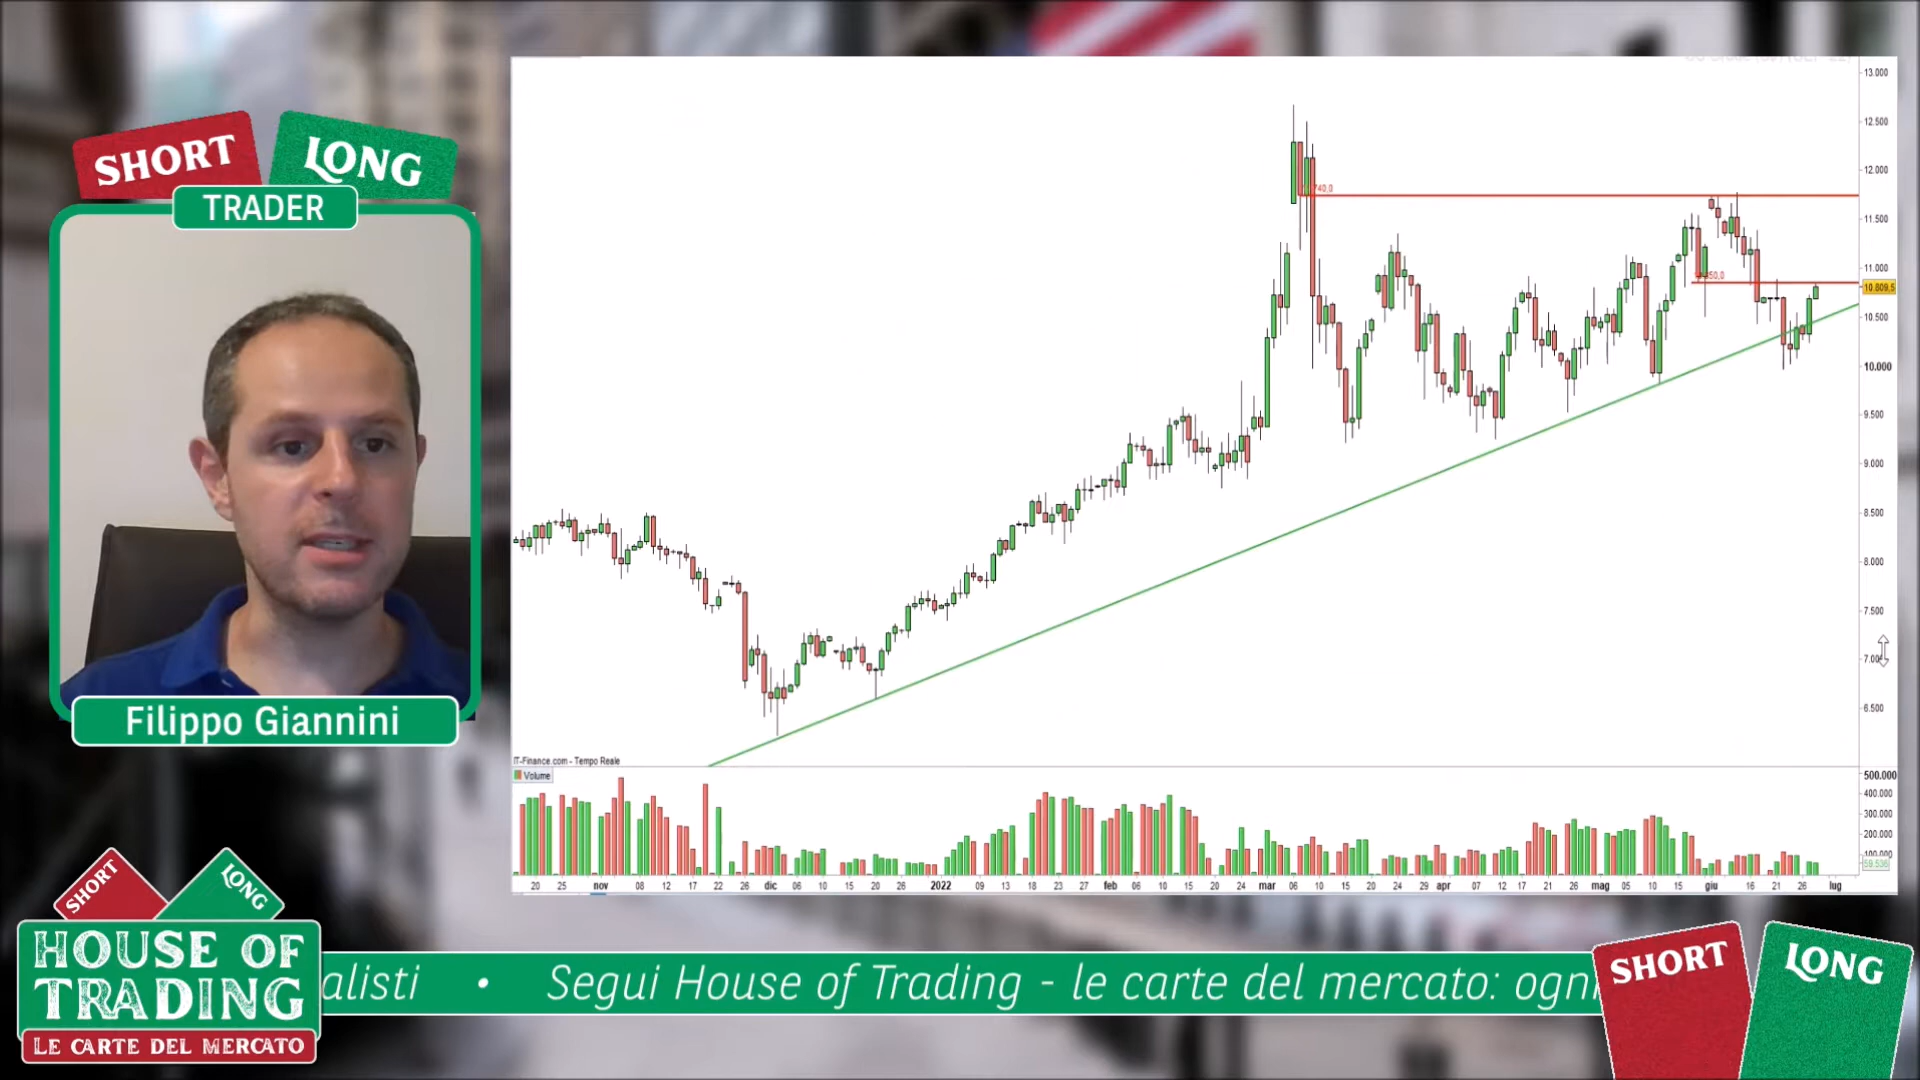 SHORT
LONG
TRADER
Filippo Giannini
13.000
12.500
12.000
11.500
11.000
10.809,5
10.500
10.000
9.500
9.000
8.500
8.000
7.500
7.000
6.500
740,0
IT-Finance.com - Tempo Reale
Volume
500.000
400.000
300.000
200.000
100.000
59.536
20 25 nov 08 12 17 22 26 dic 06 10 15 20 26 2022 09 13 18 23 27 feb 06 10 15 20 24 mar 06 10 15 20 24 29 apr 07 12 17 21 26 mag 05 10 15 giu 16 21 26 lug
SHORT
LONG
HOUSE OF
TRADING
LE CARTE DEL MERCATO
alisti • Segui House of Trading - le carte del mercato: ogni
SHORT
LONG